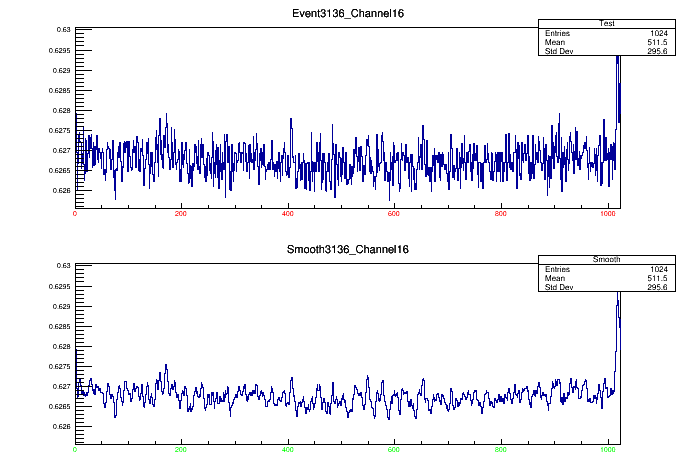 Event3136_Channel16
Test
Entries 1024
Mean 511.5
Std Dev 295.6
0.63
0.6295
0.629
0.6285
0.628
0.6275
0.627
0.6265
0.626
0 200 400 600 800 1000
Smooth3136_Channel16
Smooth
Entries 1024
Mean 511.5
Std Dev 295.6
0.63
0.6295
0.629
0.6285
0.628
0.6275
0.627
0.6265
0.626
0 200 400 600 800 1000